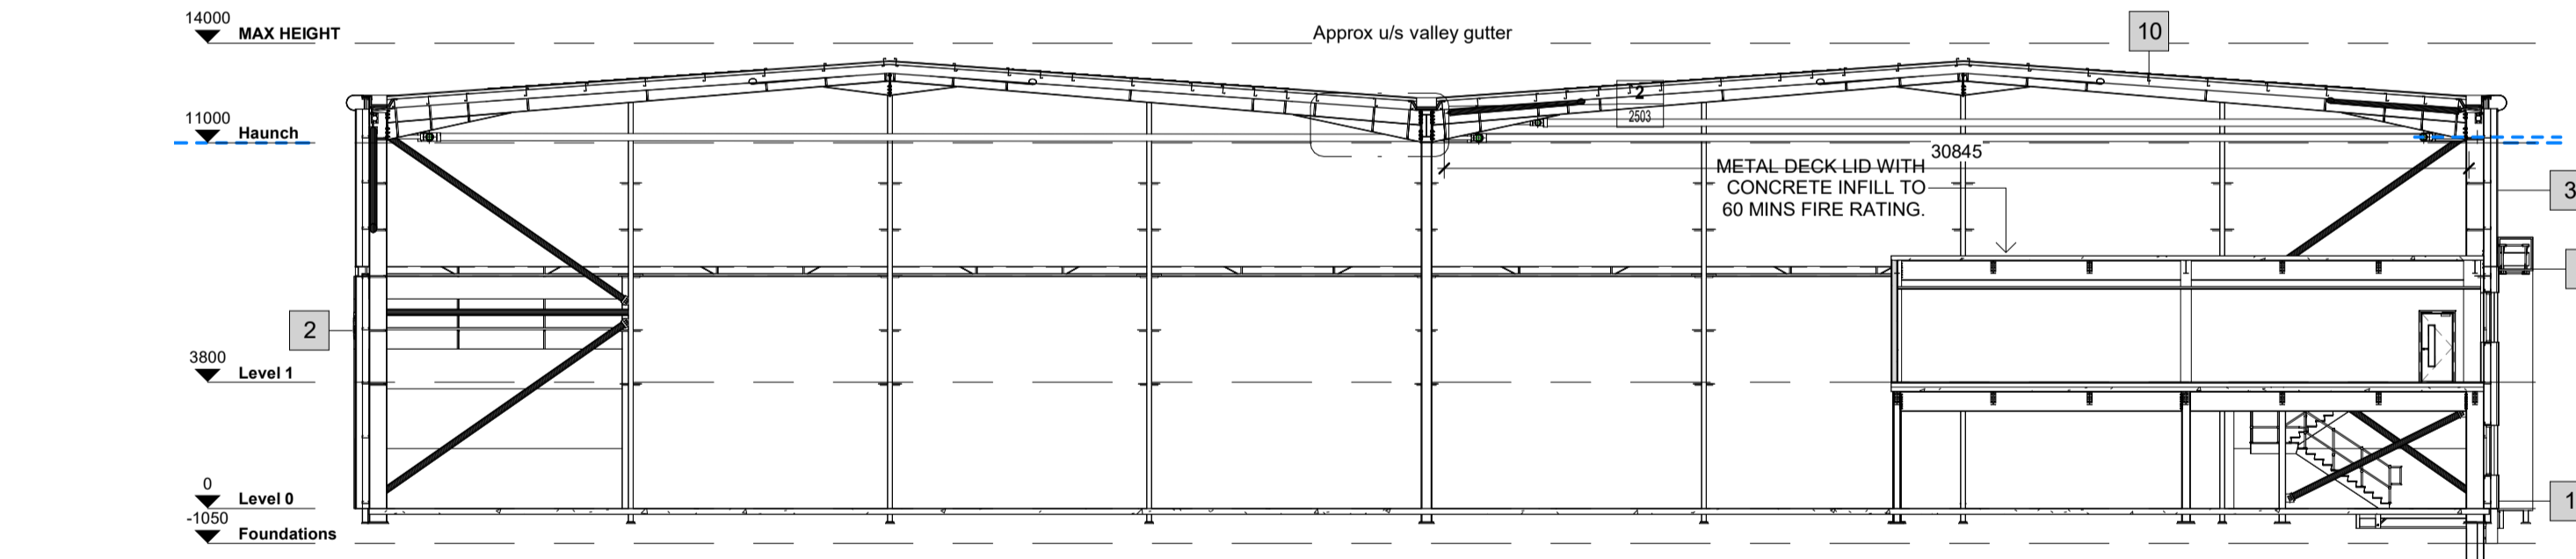 14000
MAX HEIGHT
Approx u/s valley gutter
10
2
2503
11000
Haunch
30845
METAL DECK LID WITH
CONCRETE INFILL TO
60 MINS FIRE RATING.
3
2
3800
Level 1
0
Level 0
1
-1050
Foundations